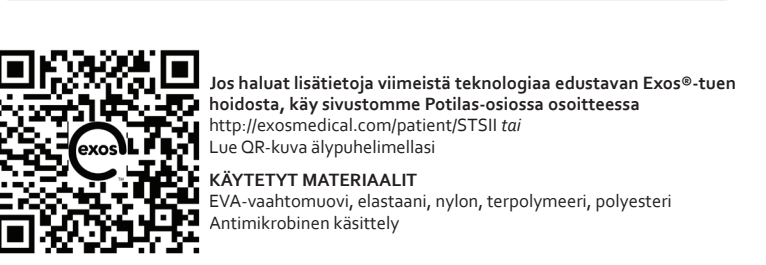 exos™
Jos haluat lisätietoja viimeistä teknologiaa edustavan Exos®-tuen
hoidosta, käy sivustomme Potilas-osiossa osoitteessa
http://exosmedical.com/patient/STSII tai
Lue QR-kuva älypuhelimellasi
KÄYTETYT MATERIAALIT
EVA-vaahtomuovi, elastaani, nylon, terpolymeeri, polyesteri
Antimikrobinen käsittely